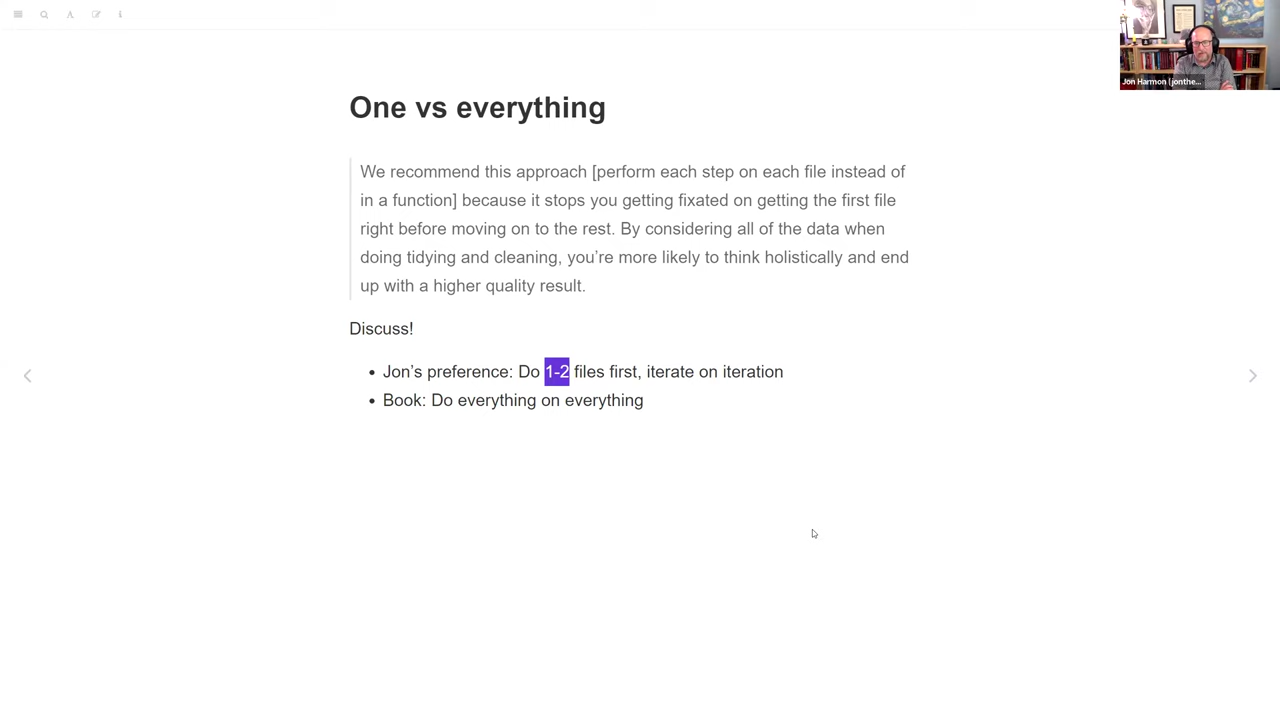 Jon Harmon (jonthe...
One vs everything
We recommend this approach [perform each step on each file instead of
in a function] because it stops you getting fixated on getting the first file
right before moving on to the rest. By considering all of the data when
doing tidying and cleaning, you're more likely to think holistically and end
up with a higher quality result.
Discuss!
• Jon's preference: Do 1-2 files first, iterate on iteration
• Book: Do everything on everything